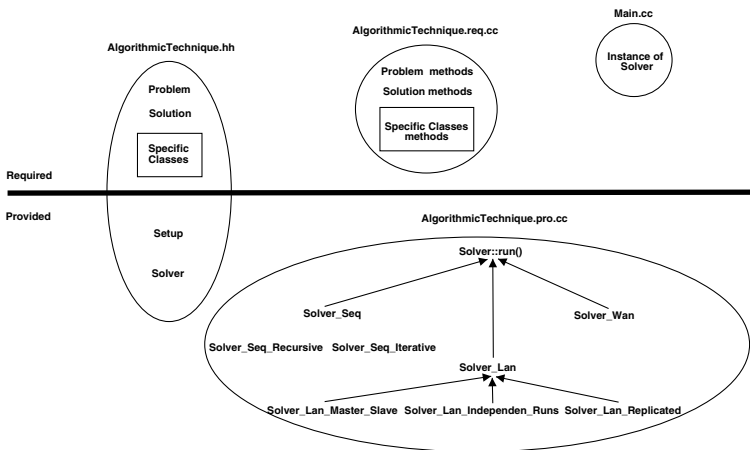 Main.cc
AlgorithmicTechnique.req.cc
AlgorithmicTechnique.hh
Instance of
Solver
Problem methods
Problem
Solution methods
Solution
Specific Classes
methods
Specific
Classes
Required
Provided
AlgorithmicTechnique.pro.cc
Setup
Solver::run()
Solver
Solver_Seq
Solver_Wan
Solver_Seq_Recursive Solver_Seq_Iterative
Solver_Lan
Solver_Lan_Master_Slave Solver_Lan_Independen_Runs Solver_Lan_Replicated